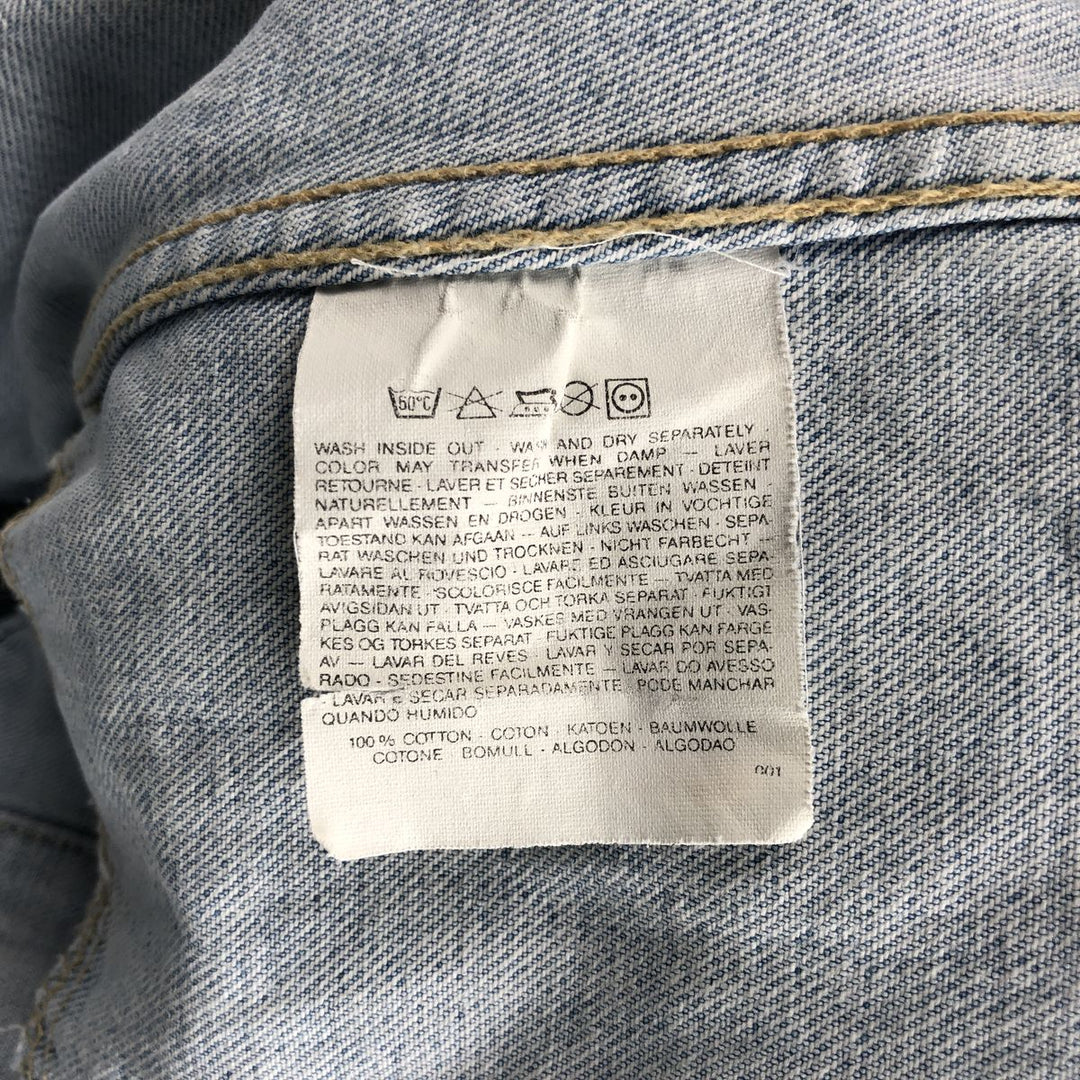 60°C
WASH INSIDE OUT - WASH AND DRY SEPARATELY -
COLOR MAY TRANSFER WHEN DAMP — LAVER
RETOURNE - LAVER ET SECHER SEPAREMENT - DETEINT
NATURELLEMENT — BINNENSTE BUITEN WASSEN
APART WASSEN EN DROGEN - KLEUR IN VOCHTIGE
TOESTAND KAN AFGAAN — AUF LINKS WASCHEN - SEPA-
RAT WASCHEN UND TROCKNEN - NICHT FARBECHT —
LAVARE AL ROVESCIO - LAVARE ED ASCIUGARE SEPA-
RATAMENTE - SCOLORISCE FACILMENTE — TVATTA MED
AVIGSIDAN UT - TVATTA OCH TORKA SEPARAT - FUKTIGT
PLAGG KAN FALLA — VASKES MED VRANGEN UT - VAS-
KES OG TORKES SEPARAT - FUKTIGE PLAGG KAN FARGE
AV — LAVAR DEL REVES - LAVAR Y SECAR POR SEPA-
RADO - SEDESTINE FACILMENTE — LAVAR DO AVESSO
- LAVAR E SECAR SEPARADAMENTE. PODE MANCHAR
QUANDO HUMIDO
100 % COTTON - COTON - KATOEN - BAUMWOLLE
COTONE - BOMULL - ALGODON - ALGODAO
001